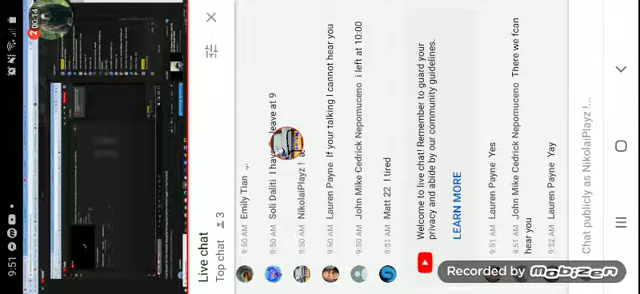 9:51
2 00:14
Live chat
Top chat 3
9:50 AM Emily Tian
9:50 AM Soli Daliti I have leave at 9
9:50 AM NikolaiPlayz !
9:50 AM Lauren Payne If your talking I cannot hear you
9:50 AM John Mike Cedrick Nepomuceno i left at 10:00
9:51 AM Matt 22 I tired
Welcome to live chat! Remember to guard your
privacy and abide by our community guidelines.
LEARN MORE
9:51 AM Lauren Payne Yes
9:51 AM John Mike Cedrick Nepomuceno There we fcan
hear you
9:52 AM Lauren Payne Yay
Chat publicly as NikolaiPlayz !...
Recorded by Mobizen